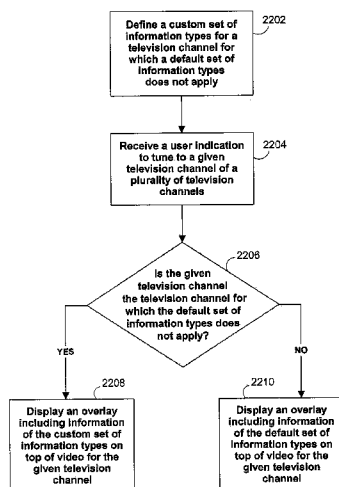 2202
Define a custom set of
information types for a
television channel for
which a default set of
information types
does not apply
2204
Receive a user indication
to tune to a given
television channel of a
plurality of television
channels
2206
Is the given
television channel
the television channel for
which the default set of
information types does
not apply?
YES
NO
2208
Display an overlay
including information
of the custom set of
information types on
top of video for the
given television
channel
2210
Display an overlay
including information
of the default set of
information types on
top of video for the
given television
channel